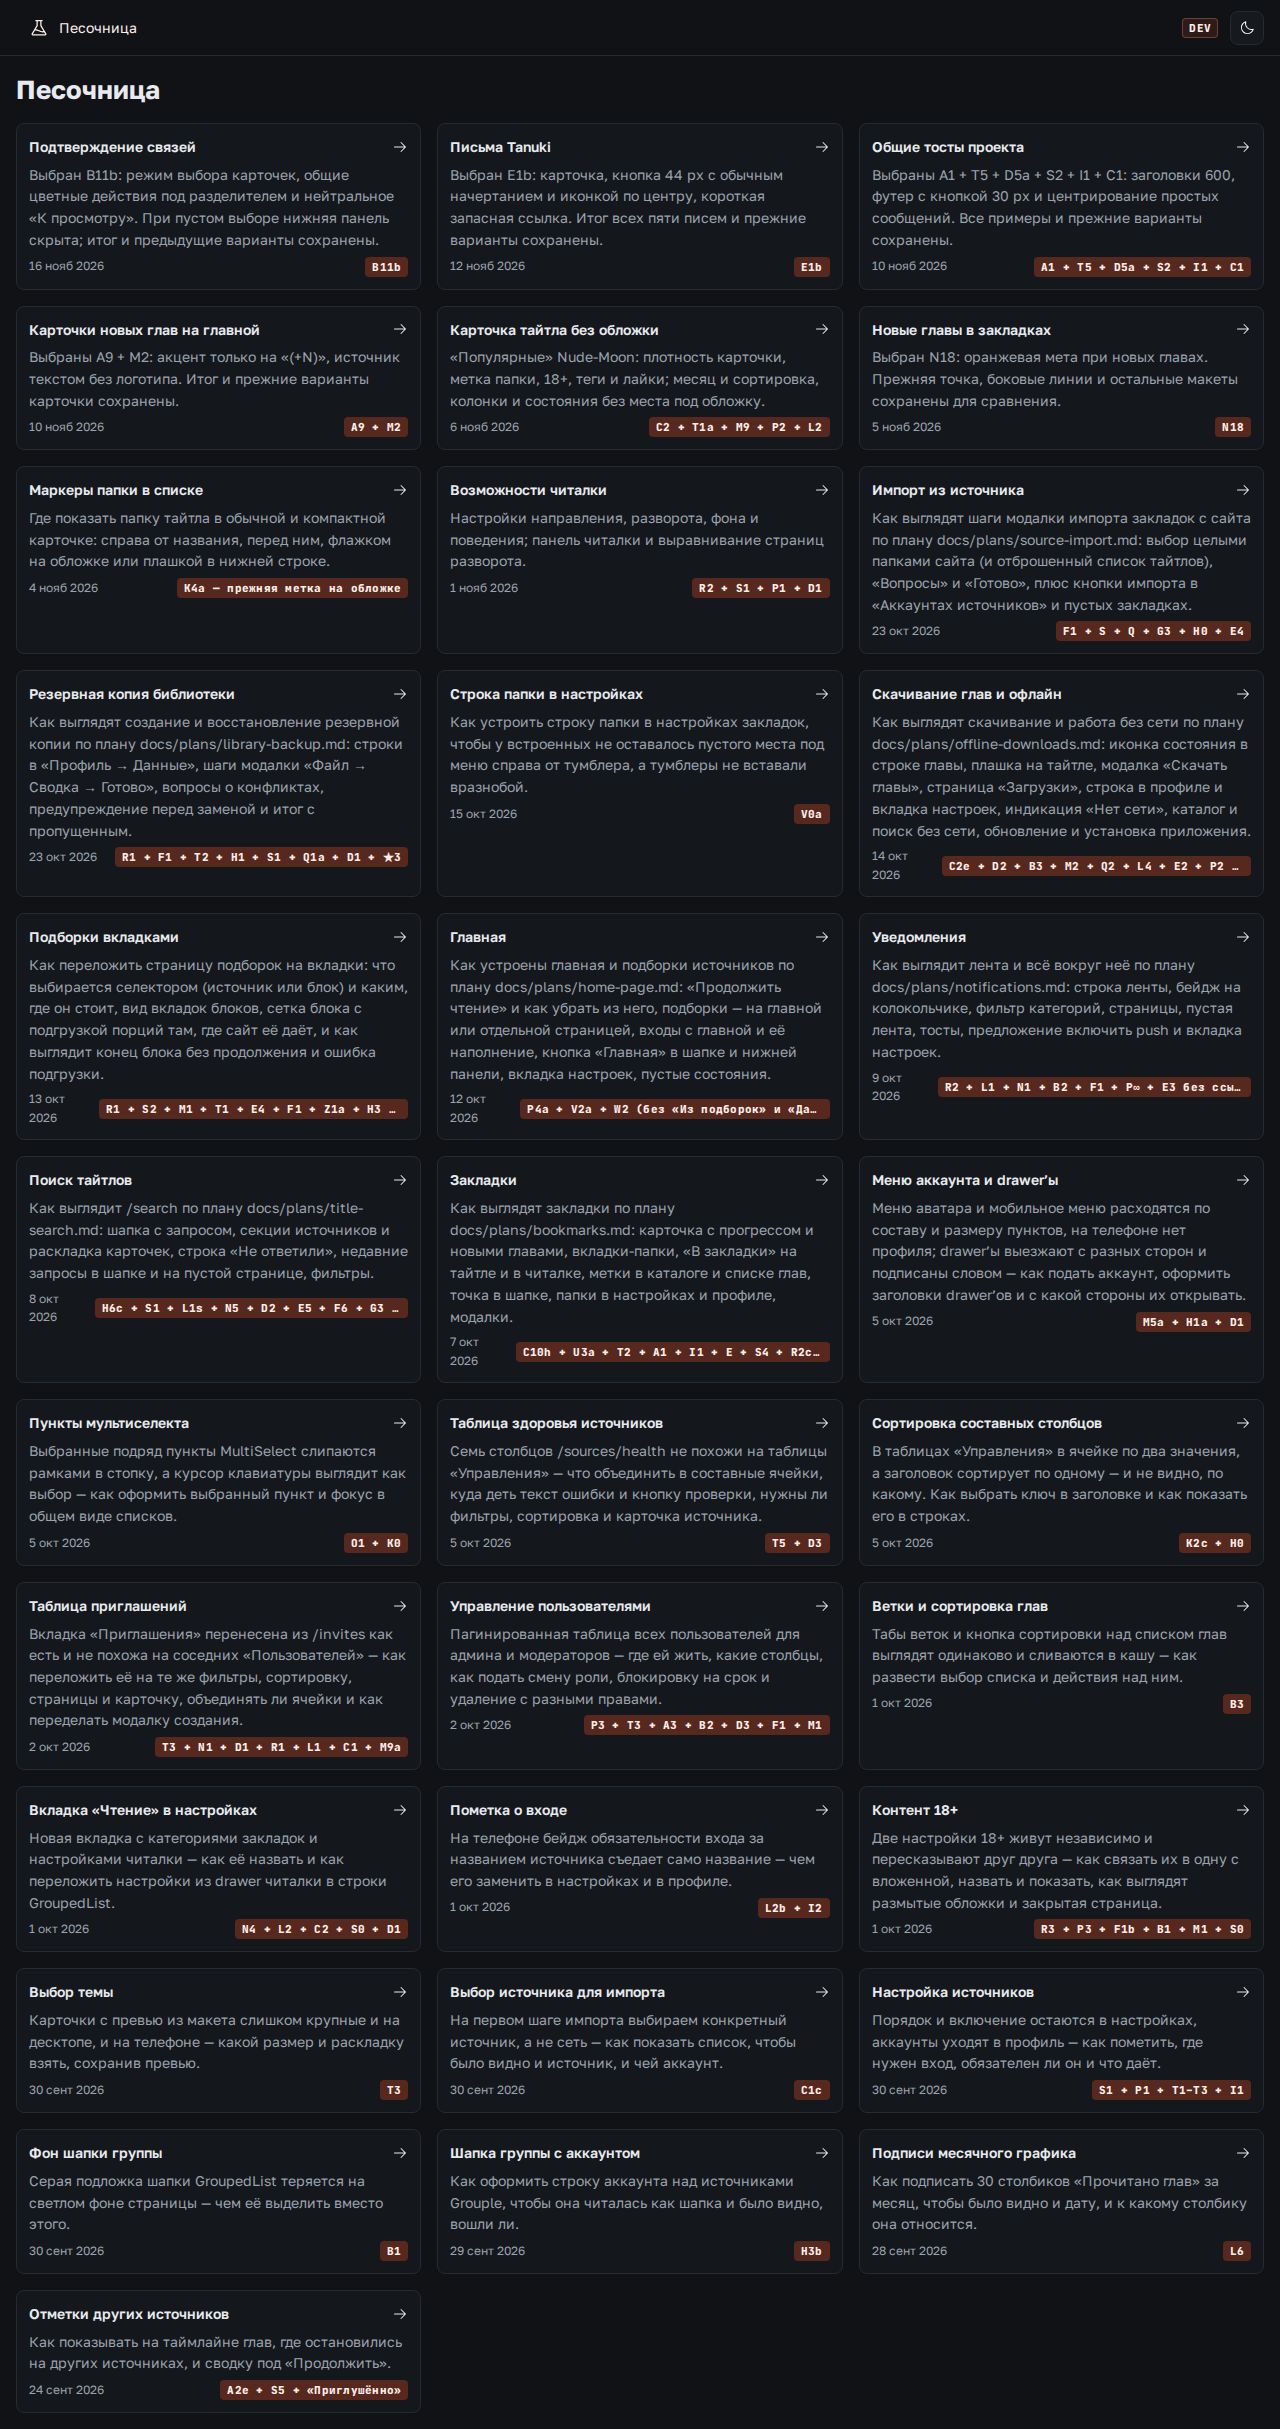 Песочница
DEV
Песочница
Подтверждение связей
Выбран B11b: режим выбора карточек, общие
цветные действия под разделителем и нейтральное
«К просмотру». При пустом выборе нижняя панель
скрыта; итог и предыдущие варианты сохранены.
16 нояб 2026
B11b
Письма Tanuki
Выбран E1b: карточка, кнопка 44 px с обычным
начертанием и иконкой по центру, короткая
запасная ссылка. Итог всех пяти писем и прежние
варианты сохранены.
12 нояб 2026
E1b
Общие тосты проекта
Выбраны A1 + T5 + D5a + S2 + I1 + C1: заголовки 600,
футер с кнопкой 30 px и центрирование простых
сообщений. Все примеры и прежние варианты
сохранены.
10 нояб 2026
A1 + T5 + D5a + S2 + I1 + C1
Карточки новых глав на главной
Выбраны A9 + M2: акцент только на «(+N)», источник
текстом без логотипа. Итог и прежние варианты
карточки сохранены.
10 нояб 2026
A9 + M2
Карточка тайтла без обложки
«Популярные» Nude-Moon: плотность карточки,
метка папки, 18+, теги и лайки; месяц и сортировка,
колонки и состояния без места под обложку.
6 нояб 2026
C2 + T1a + M9 + P2 + L2
Новые главы в закладках
Выбран N18: оранжевая мета при новых главах.
Прежняя точка, боковые линии и остальные макеты
сохранены для сравнения.
5 нояб 2026
N18
Маркеры папки в списке
Где показать папку тайтла в обычной и компактной
карточке: справа от названия, перед ним, флажком
на обложке или плашкой в нижней строке.
4 нояб 2026
K4a — прежняя метка на обложке
Возможности читалки
Настройки направления, разворота, фона и
поведения; панель читалки и выравнивание страниц
разворота.
1 нояб 2026
R2 + S1 + P1 + D1
Импорт из источника
Как выглядят шаги модалки импорта закладок с сайта
по плану docs/plans/source-import.md: выбор целыми
папками сайта (и отброшенный список тайтлов),
«Вопросы» и «Готово», плюс кнопки импорта в
«Аккаунтах источников» и пустых закладках.
23 окт 2026
F1 + S + Q + G3 + H0 + E4
Резервная копия библиотеки
Как выглядят создание и восстановление резервной
копии по плану docs/plans/library-backup.md: строки
в «Профиль → Данные», шаги модалки «Файл →
Сводка → Готово», вопросы о конфликтах,
предупреждение перед заменой и итог с
пропущенным.
23 окт 2026
R1 + F1 + T2 + H1 + S1 + Q1a + D1 + ★3
Строка папки в настройках
Как устроить строку папки в настройках закладок,
чтобы у встроенных не оставалось пустого места под
меню справа от тумблера, а тумблеры не вставали
вразнобой.
15 окт 2026
V0a
Скачивание глав и офлайн
Как выглядят скачивание и работа без сети по плану
docs/plans/offline-downloads.md: иконка состояния в
строке главы, плашка на тайтле, модалка «Скачать
главы», страница «Загрузки», строка в профиле и
вкладка настроек, индикация «Нет сети», каталог и
поиск без сети, обновление и установка приложения.
14 окт
2026
C2e + D2 + B3 + M2 + Q2 + L4 + E2 + P2 …
Подборки вкладками
Как переложить страницу подборок на вкладки: что
выбирается селектором (источник или блок) и каким,
где он стоит, вид вкладок блоков, сетка блока с
подгрузкой порций там, где сайт её даёт, и как
выглядит конец блока без продолжения и ошибка
подгрузки.
13 окт
2026
R1 + S2 + M1 + T1 + E4 + F1 + Z1a + H3 …
Главная
Как устроены главная и подборки источников по
плану docs/plans/home-page.md: «Продолжить
чтение» и как убрать из него, подборки — на главной
или отдельной страницей, входы с главной и её
наполнение, кнопка «Главная» в шапке и нижней
панели, вкладка настроек, пустые состояния.
12 окт
2026
P4a + V2a + W2 (без «Из подборок» и «Да…
Уведомления
Как выглядит лента и всё вокруг неё по плану
docs/plans/notifications.md: строка ленты, бейдж на
колокольчике, фильтр категорий, страницы, пустая
лента, тосты, предложение включить push и вкладка
настроек.
9 окт
2026
R2 + L1 + N1 + B2 + F1 + P∞ + E3 без ссы…
Поиск тайтлов
Как выглядит /search по плану docs/plans/title-
search.md: шапка с запросом, секции источников и
раскладка карточек, строка «Не ответили», недавние
запросы в шапке и на пустой странице, фильтры.
8 окт
2026
H6c + S1 + L1s + N5 + D2 + E5 + F6 + G3 …
Закладки
Как выглядят закладки по плану
docs/plans/bookmarks.md: карточка с прогрессом и
новыми главами, вкладки-папки, «В закладки» на
тайтле и в читалке, метки в каталоге и списке глав,
точка в шапке, папки в настройках и профиле,
модалки.
7 окт
2026
C10h + U3a + T2 + A1 + I1 + E + S4 + R2c…
Меню аккаунта и drawer’ы
Меню аватара и мобильное меню расходятся по
составу и размеру пунктов, на телефоне нет
профиля; drawer’ы выезжают с разных сторон и
подписаны словом — как подать аккаунт, оформить
заголовки drawer’ов и с какой стороны их открывать.
5 окт 2026
M5a + H1a + D1
Пункты мультиселекта
Выбранные подряд пункты MultiSelect слипаются
рамками в стопку, а курсор клавиатуры выглядит как
выбор — как оформить выбранный пункт и фокус в
общем виде списков.
5 окт 2026
O1 + K0
Таблица здоровья источников
Семь столбцов /sources/health не похожи на таблицы
«Управления» — что объединить в составные ячейки,
куда деть текст ошибки и кнопку проверки, нужны ли
фильтры, сортировка и карточка источника.
5 окт 2026
T5 + D3
Сортировка составных столбцов
В таблицах «Управления» в ячейке по два значения,
а заголовок сортирует по одному — и не видно, по
какому. Как выбрать ключ в заголовке и как показать
его в строках.
5 окт 2026
K2c + H0
Таблица приглашений
Вкладка «Приглашения» перенесена из /invites как
есть и не похожа на соседних «Пользователей» — как
переложить её на те же фильтры, сортировку,
страницы и карточку, объединять ли ячейки и как
переделать модалку создания.
2 окт 2026
T3 + N1 + D1 + R1 + L1 + C1 + M9a
Управление пользователями
Пагинированная таблица всех пользователей для
админа и модераторов — где ей жить, какие столбцы,
как подать смену роли, блокировку на срок и
удаление с разными правами.
2 окт 2026
P3 + T3 + A3 + B2 + D3 + F1 + M1
Ветки и сортировка глав
Табы веток и кнопка сортировки над списком глав
выглядят одинаково и сливаются в кашу — как
развести выбор списка и действия над ним.
1 окт 2026
B3
Вкладка «Чтение» в настройках
Новая вкладка с категориями закладок и
настройками читалки — как её назвать и как
переложить настройки из drawer читалки в строки
GroupedList.
1 окт 2026
N4 + L2 + C2 + S0 + D1
Пометка о входе
На телефоне бейдж обязательности входа за
названием источника съедает само название — чем
его заменить в настройках и в профиле.
1 окт 2026
L2b + I2
Контент 18+
Две настройки 18+ живут независимо и
пересказывают друг друга — как связать их в одну с
вложенной, назвать и показать, как выглядят
размытые обложки и закрытая страница.
1 окт 2026
R3 + P3 + F1b + B1 + M1 + S0
Выбор темы
Карточки с превью из макета слишком крупные и на
десктопе, и на телефоне — какой размер и раскладку
взять, сохранив превью.
30 сент 2026
T3
Выбор источника для импорта
На первом шаге импорта выбираем конкретный
источник, а не сеть — как показать список, чтобы
было видно и источник, и чей аккаунт.
30 сент 2026
C1c
Настройка источников
Порядок и включение остаются в настройках,
аккаунты уходят в профиль — как пометить, где
нужен вход, обязателен ли он и что даёт.
30 сент 2026
S1 + P1 + T1–T3 + I1
Фон шапки группы
Серая подложка шапки GroupedList теряется на
светлом фоне страницы — чем её выделить вместо
этого.
30 сент 2026
B1
Шапка группы с аккаунтом
Как оформить строку аккаунта над источниками
Grouple, чтобы она читалась как шапка и было видно,
вошли ли.
29 сент 2026
H3b
Подписи месячного графика
Как подписать 30 столбиков «Прочитано глав» за
месяц, чтобы было видно и дату, и к какому столбику
она относится.
28 сент 2026
L6
Отметки других источников
Как показывать на таймлайне глав, где остановились
на других источниках, и сводку под «Продолжить».
24 сент 2026
A2e + S5 + «Приглушённо»